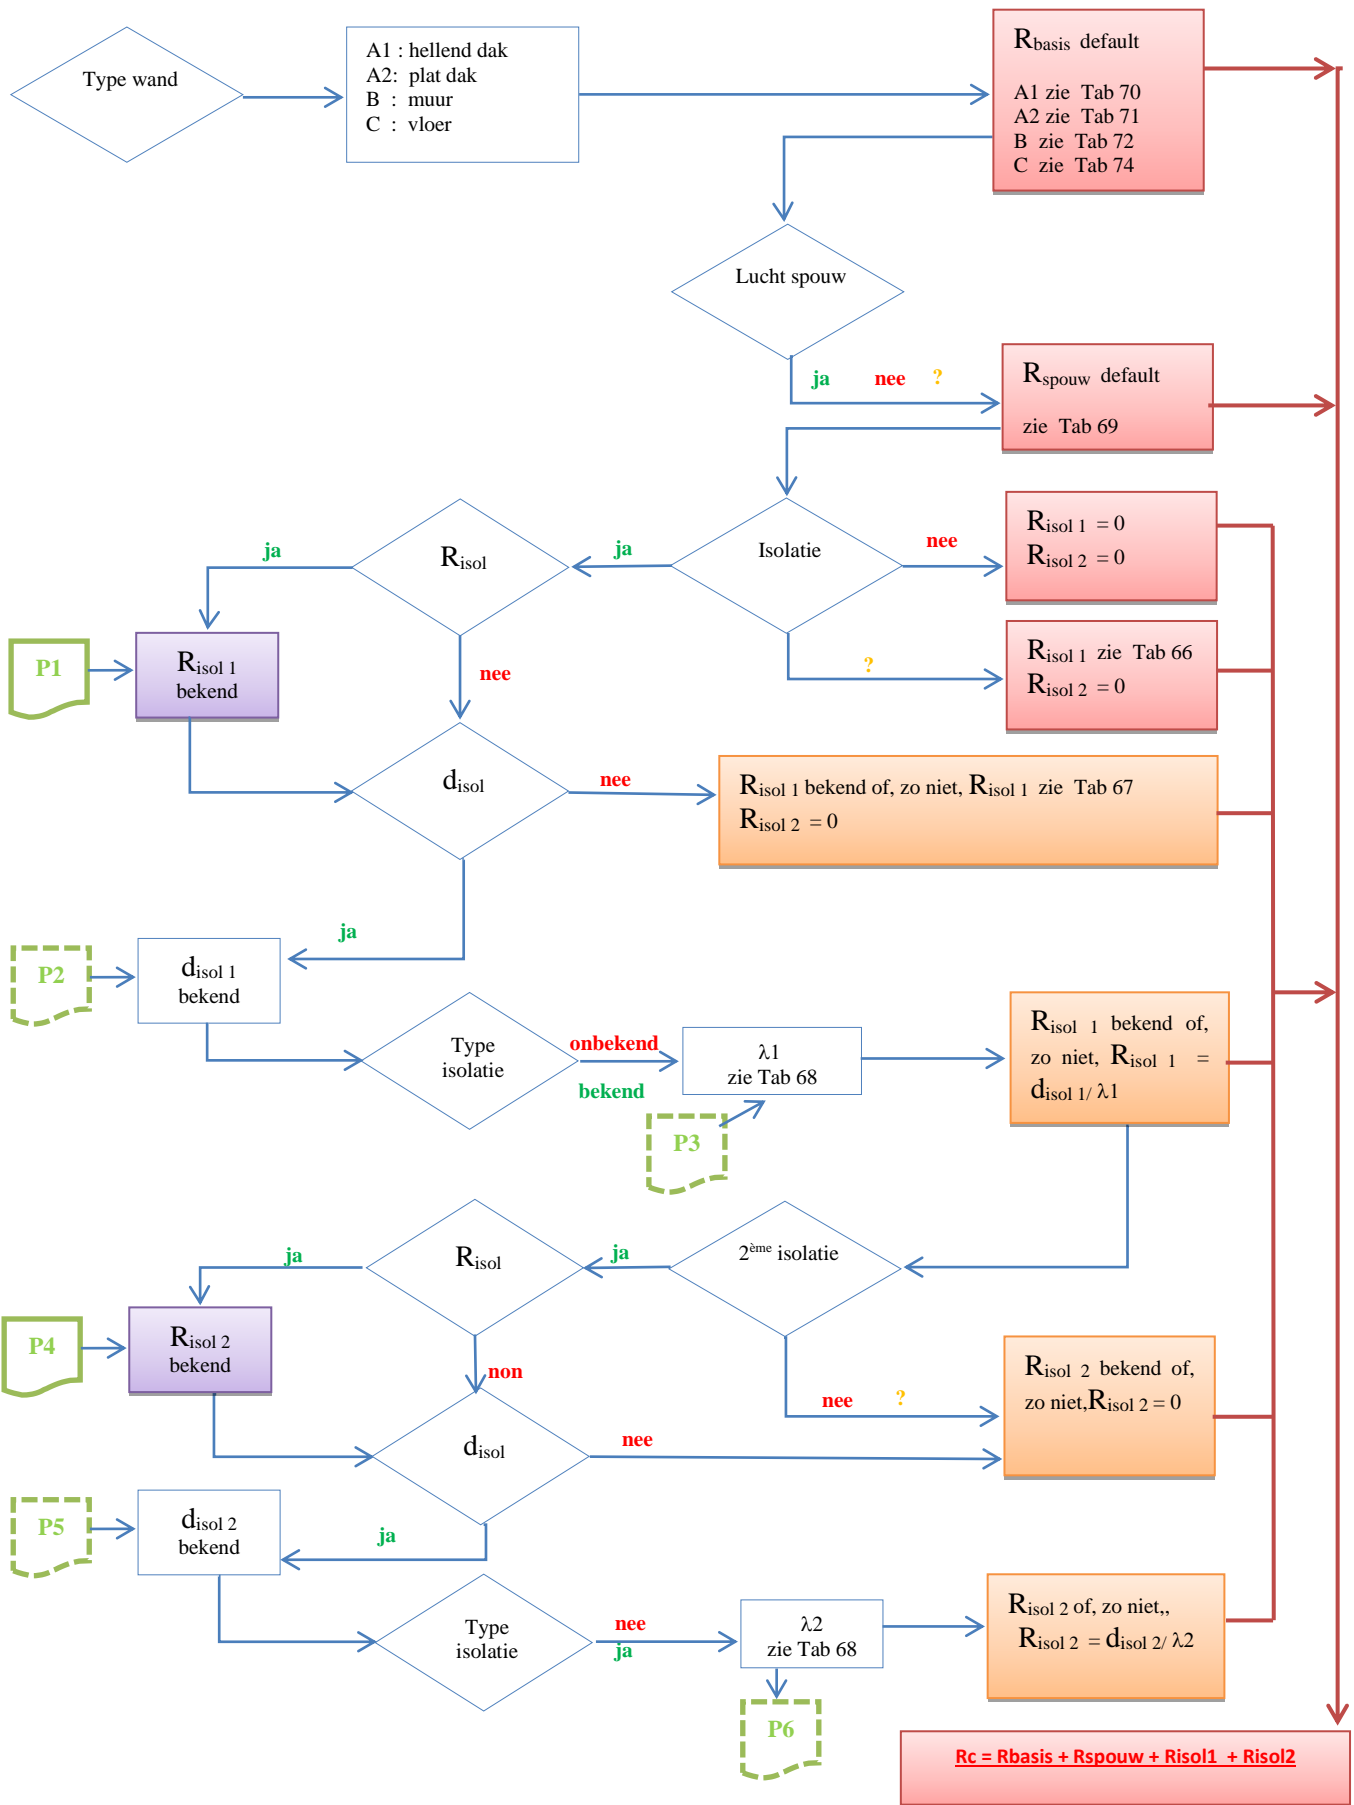 Type wand
A1 : hellend dak
A2: plat dak
B : muur
C : vloer
Rbasis default
A1 zie Tab 70
A2 zie Tab 71
B zie Tab 72
C zie Tab 74
Lucht spouw
ja nee ?
Rspouw default
zie Tab 69
Isolatie
ja
nee
?
Risol
ja
nee
Risol 1 = 0
Risol 2 = 0
Risol 1 zie Tab 66
Risol 2 = 0
P1
Risol 1
bekend
disol
nee
ja
Risol 1 bekend of, zo niet, Risol 1 zie Tab 67
Risol 2 = 0
P2
disol 1
bekend
Type
isolatie
onbekend
bekend
λ1
zie Tab 68
P3
Risol 1 bekend of,
zo niet, Risol 1 =
disol 1/ λ1
2ème isolatie
ja
nee ?
Risol
ja
non
P4
Risol 2
bekend
Risol 2 bekend of,
zo niet,Risol 2 = 0
disol
nee
ja
P5
disol 2
bekend
Type
isolatie
nee
ja
λ2
zie Tab 68
P6
Risol 2 of, zo niet,,
Risol 2 = disol 2/ λ2
Rc = Rbasis + Rspouw + Risol1 + Risol2